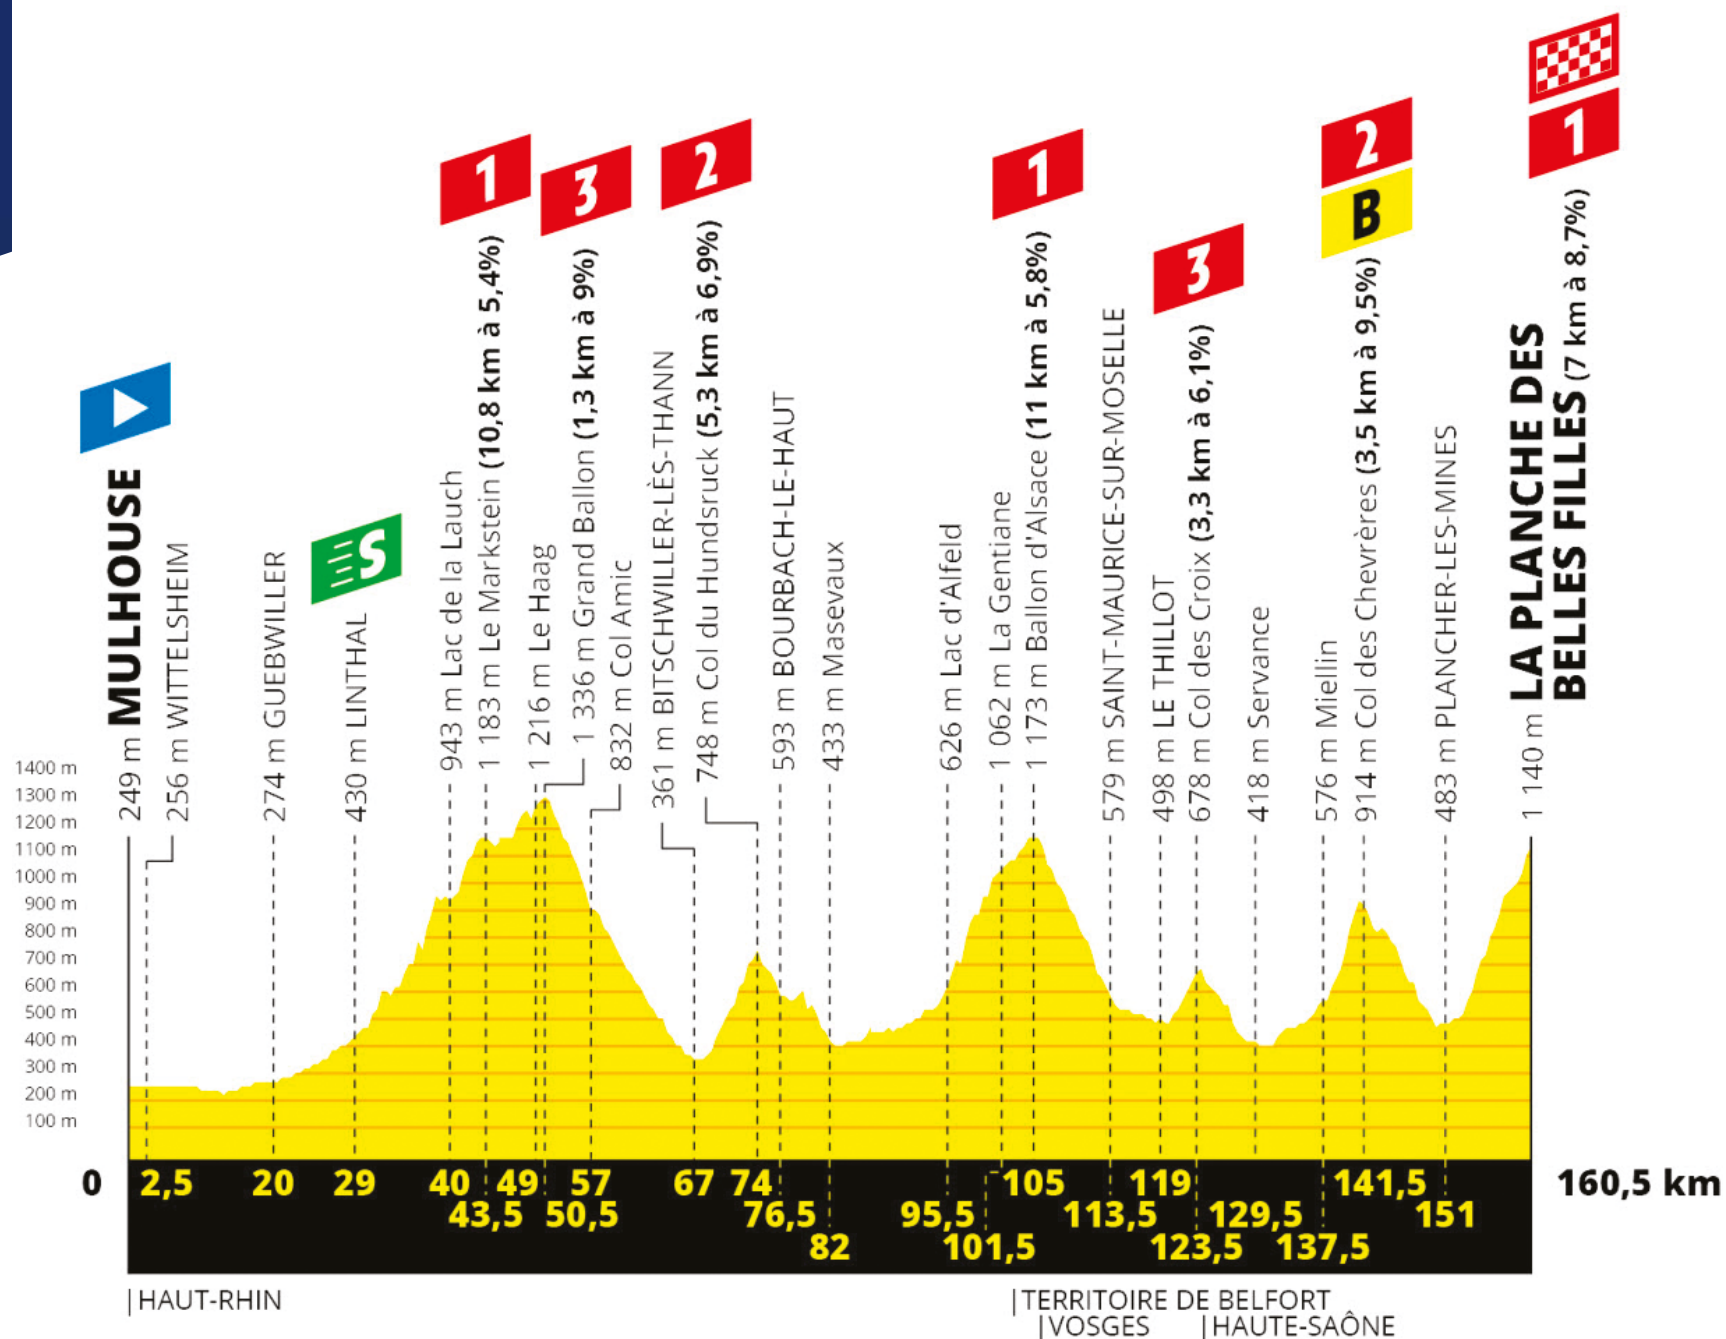 1
3
2
1
3
2
B
1
S
249 m MULHOUSE
256 m WITTELSHEIM
274 m GUEBWILLER
430 m LINTHAL
943 m Lac de la Lauch
1 183 m Le Markstein (10,8 km à 5,4%)
1 216 m Le Haag
1 336 m Grand Ballon (1,3 km à 9%)
832 m Col Amic
361 m BITSCHWILLER-LÈS-THANN
748 m Col du Hundsruck (5,3 km à 6,9%)
593 m BOURBACH-LE-HAUT
433 m Masevaux
626 m Lac d'Alfeld
1 062 m La Gentiane
1 173 m Ballon d'Alsace (11 km à 5,8%)
579 m SAINT-MAURICE-SUR-MOSELLE
498 m LE THILLOT
678 m Col des Croix (3,3 km à 6,1%)
418 m Servance
576 m Miellin
914 m Col des Chevrères (3,5 km à 9,5%)
483 m PLANCHER-LES-MINES
1 140 m LA PLANCHE DES
BELLES FILLES (7 km à 8,7%)
1400 m
1300 m
1200 m
1100 m
1000 m
900 m
800 m
700 m
600 m
500 m
400 m
300 m
200 m
100 m
0 2,5 20 29 40 49 57 67 74 105 119 141,5 160,5 km
43,5 50,5 76,5 95,5 113,5 129,5 151
82 101,5 123,5 137,5
|HAUT-RHIN |TERRITOIRE DE BELFORT
|VOSGES |HAUTE-SAÔNE